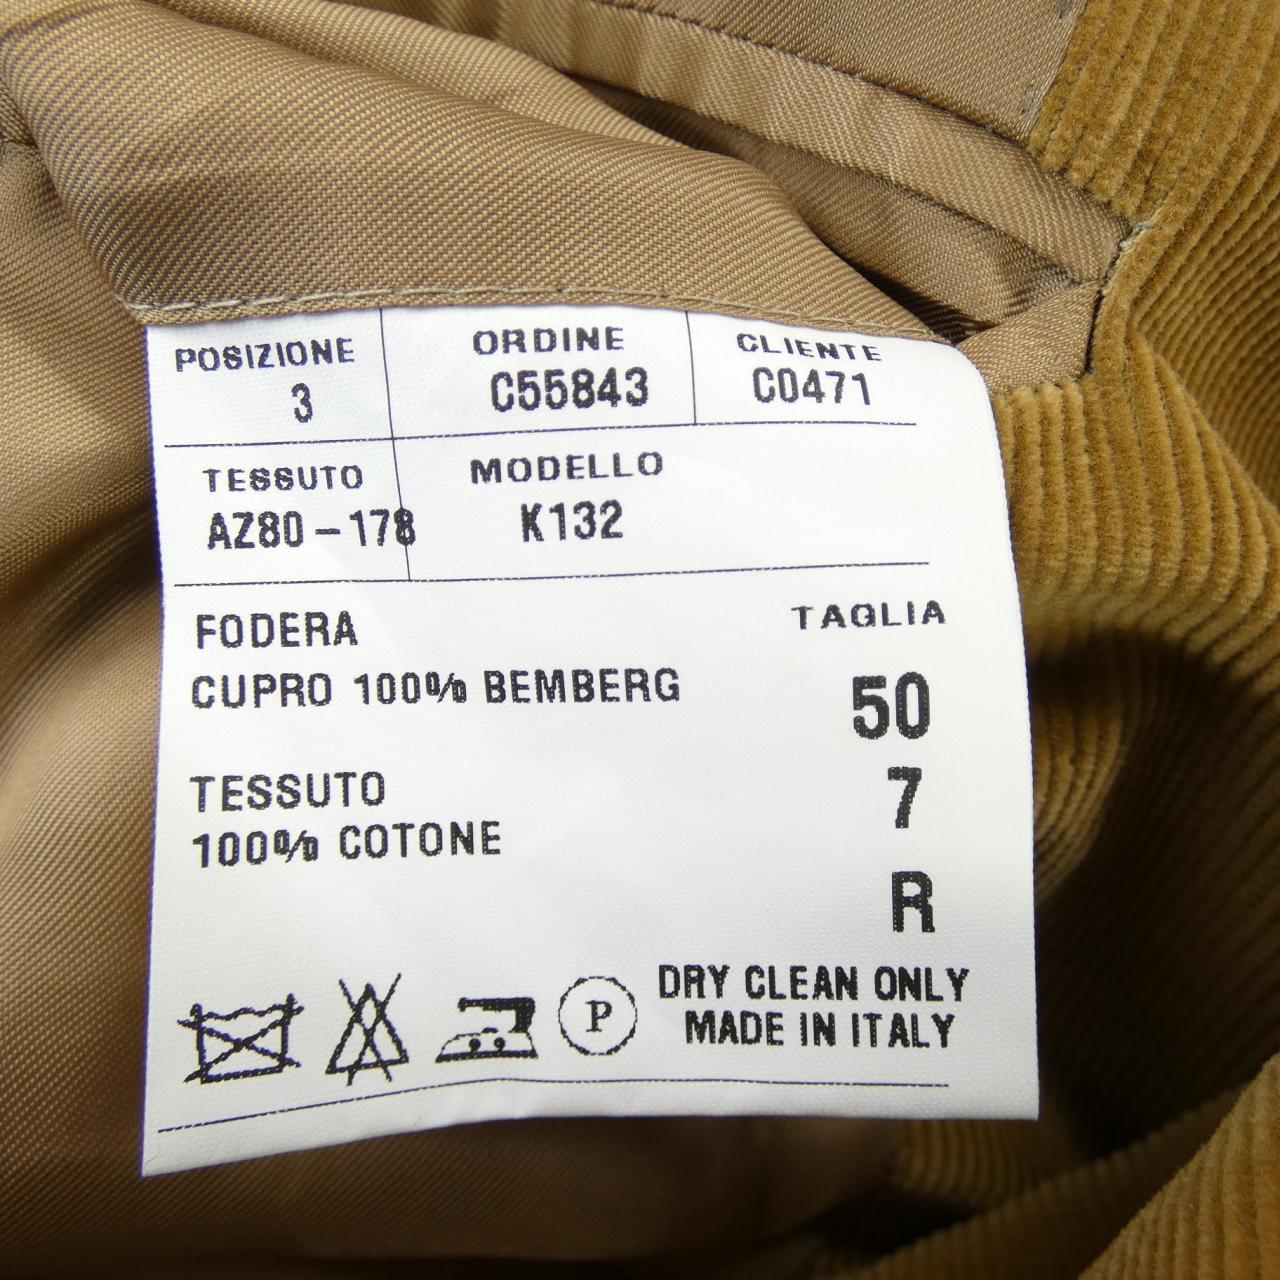 POSIZIONE ORDINE CLIENTE
3 C55843 C0471
TESSUTO MODELLO
AZ80-178 K132
FODERA TAGLIA
CUPRO 100% BEMBERG 50
TESSUTO 7
100% COTONE
R
DRY CLEAN ONLY
P MADE IN ITALY